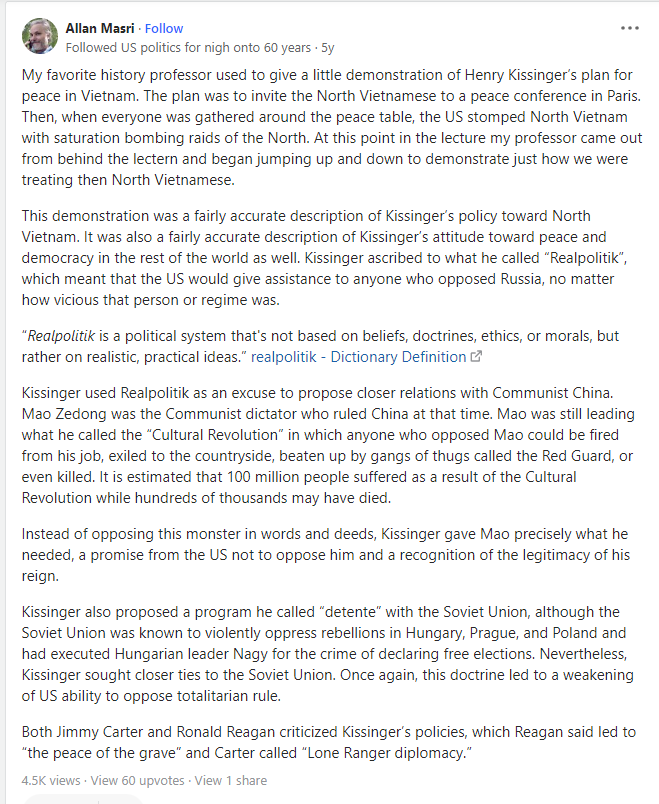 Allan Masri · Follow
Followed US politics for nigh onto 60 years · 5y
My favorite history professor used to give a little demonstration of Henry Kissinger's plan for
peace in Vietnam. The plan was to invite the North Vietnamese to a peace conference in Paris.
Then, when everyone was gathered around the peace table, the US stomped North Vietnam
with saturation bombing raids of the North. At this point in the lecture my professor came out
from behind the lectern and began jumping up and down to demonstrate just how we were
treating then North Vietnamese.
This demonstration was a fairly accurate description of Kissinger's policy toward North
Vietnam. It was also a fairly accurate description of Kissinger's attitude toward peace and
democracy in the rest of the world as well. Kissinger ascribed to what he called “Realpolitik”,
which meant that the US would give assistance to anyone who opposed Russia, no matter
how vicious that person or regime was.
“Realpolitik is a political system that's not based on beliefs, doctrines, ethics, or morals, but
rather on realistic, practical ideas.” realpolitik - Dictionary Definition
Kissinger used Realpolitik as an excuse to propose closer relations with Communist China.
Mao Zedong was the Communist dictator who ruled China at that time. Mao was still leading
what he called the “Cultural Revolution” in which anyone who opposed Mao could be fired
from his job, exiled to the countryside, beaten up by gangs of thugs called the Red Guard, or
even killed. It is estimated that 100 million people suffered as a result of the Cultural
Revolution while hundreds of thousands may have died.
Instead of opposing this monster in words and deeds, Kissinger gave Mao precisely what he
needed, a promise from the US not to oppose him and a recognition of the legitimacy of his
reign.
Kissinger also proposed a program he called “detente” with the Soviet Union, although the
Soviet Union was known to violently oppress rebellions in Hungary, Prague, and Poland and
had executed Hungarian leader Nagy for the crime of declaring free elections. Nevertheless,
Kissinger sought closer ties to the Soviet Union. Once again, this doctrine led to a weakening
of US ability to oppose totalitarian rule.
Both Jimmy Carter and Ronald Reagan criticized Kissinger's policies, which Reagan said led to
“the peace of the grave” and Carter called “Lone Ranger diplomacy.”
4.5K views · View 60 upvotes · View 1 share